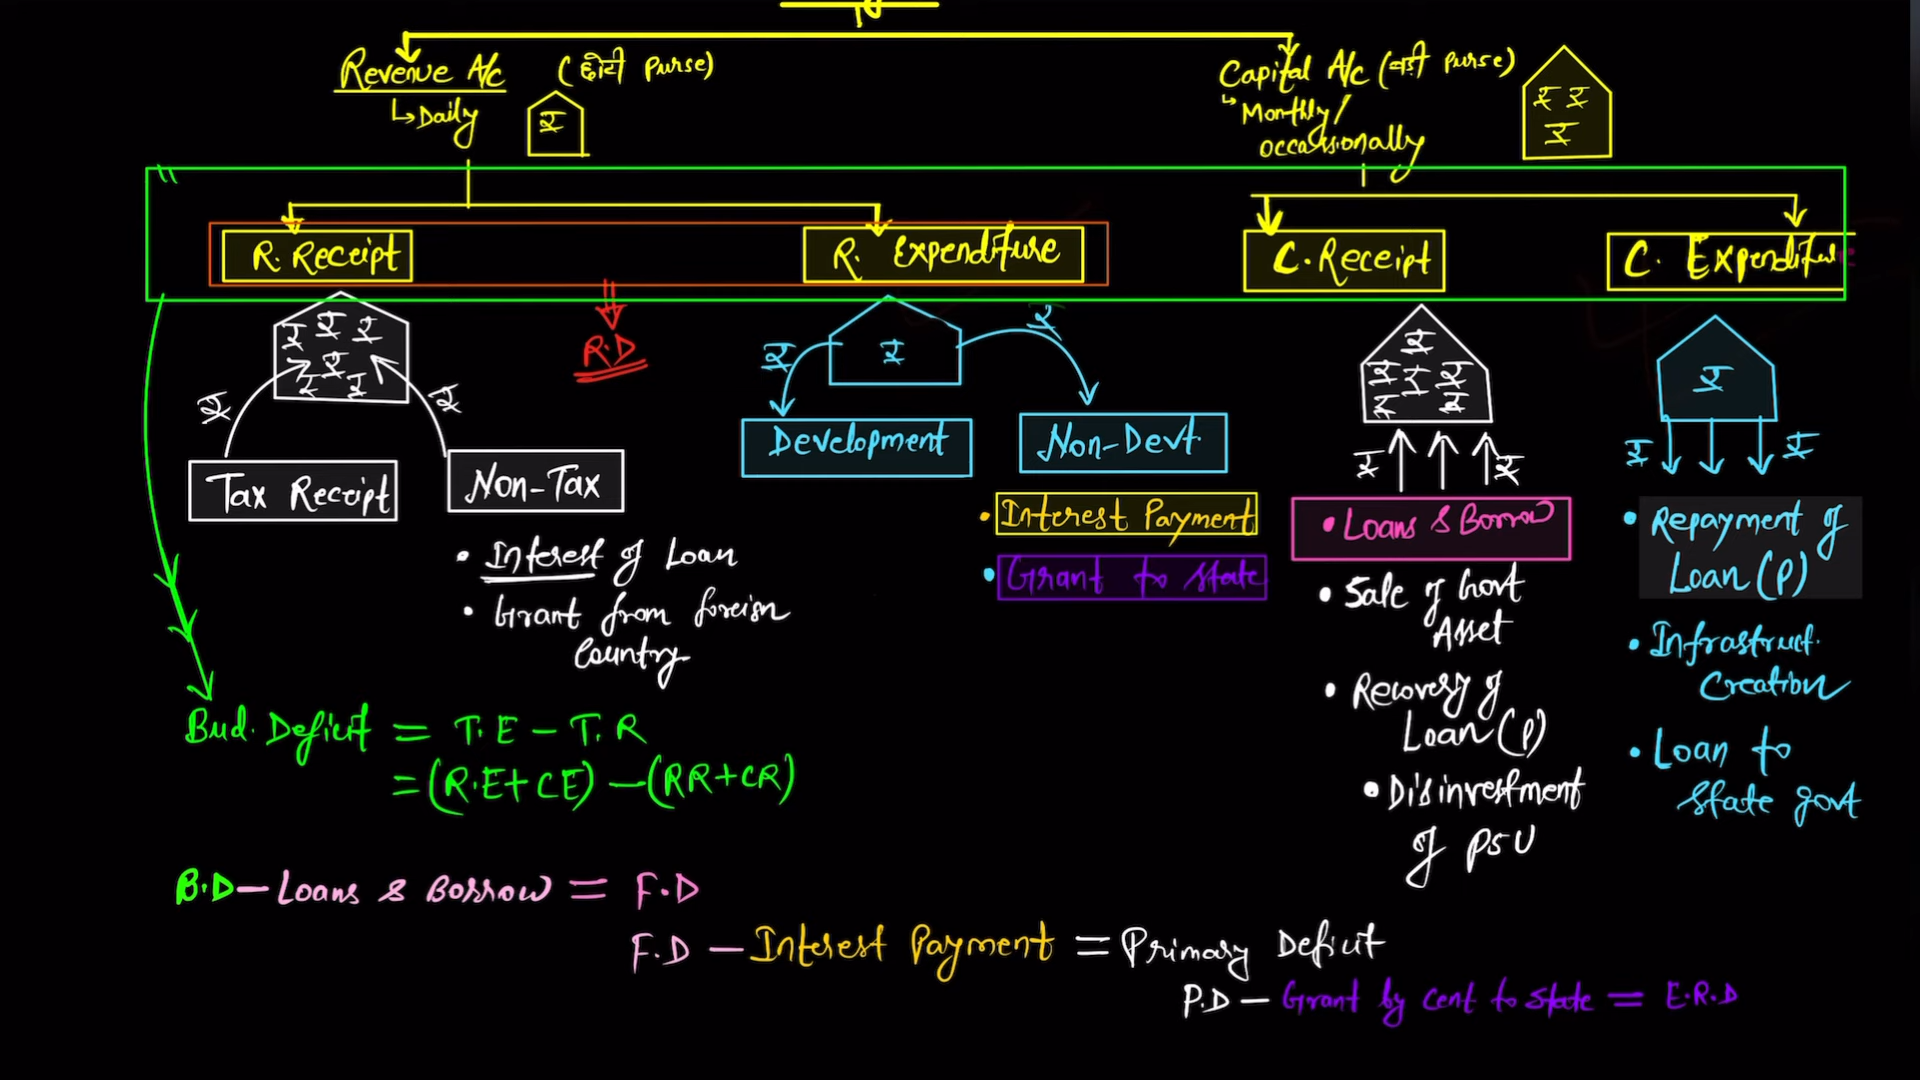 Revenue A/c (छोटी Purse)
↳ Daily
₹
Capital A/c (बड़ी Purse)
↳ Monthly/
occassionally
₹ ₹
₹
R. Receipt
R. Expenditure
C. Receipt
C. Expenditu
₹ ₹ ₹
₹
₹ ₹
₹ ₹
R.D
₹
₹ ₹
₹
₹ ₹ ₹
₹ ₹
₹ ₹
₹
₹ ₹
Tax Receipt
Non-Tax
• Interest of Loan
• Grant from foreign
Country
Development
Non-Devt.
• Interest Payment
• Grant to State
• Loans & Borrow
• Sale of Govt
Asset
• Recovery of
Loan (P)
• Disinvestment
of PSU
• Repayment of
Loan (P)
• Infrastruct.
Creation
• Loan to
State govt
Bud. Deficit = T.E - T.R
= (R.E + CE) - (RR + CR)
B.D - Loans & Borrow = F.D
F.D - Interest Payment = Primary Deficit
P.D - Grant by Cent to State = E.R.D